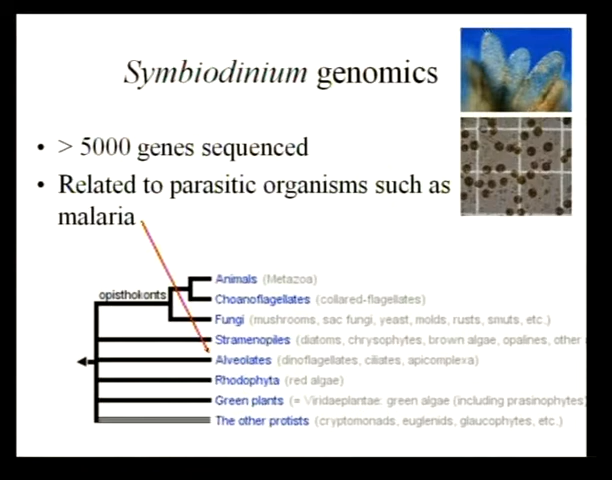 Symbiodinium genomics
• > 5000 genes sequenced
• Related to parasitic organisms such as
malaria
Animals (Metazoa)
opisthokonts
Choanoflagellates (collared-flagellates)
Fungi (mushrooms, sac fungi, yeast, molds, rusts, smuts, etc.)
Stramenopiles (diatoms, chrysophytes, brown algae, opalines, other
Alveolates (dinoflagellates, ciliates, apicomplexa)
Rhodophyta (red algae)
Green plants (= Viridaeplantae: green algae (including prasinophytes)
The other protists (cryptomonads, euglenids, glaucophytes, etc.)